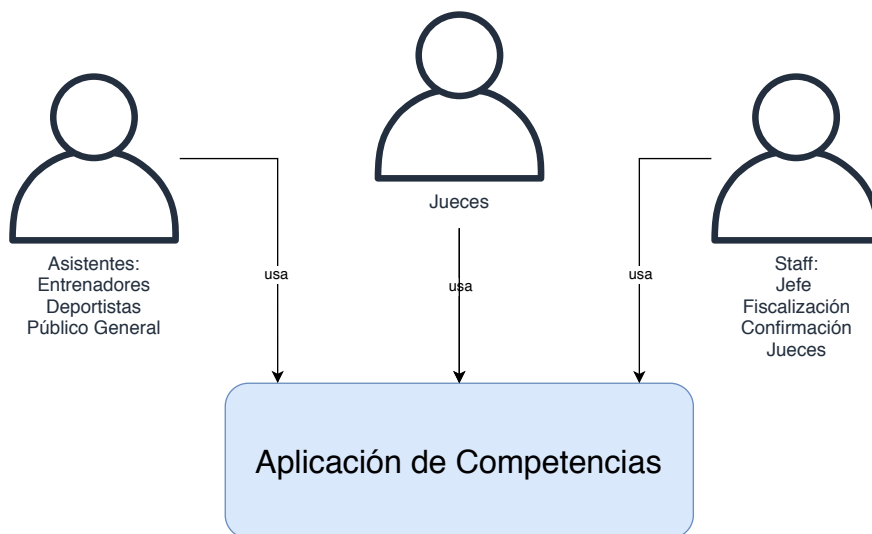 Jueces
Asistentes:
Entrenadores
Deportistas
Público General
Staff:
Jefe
Fiscalización
Confirmación
Jueces
usa
usa
usa
Aplicación de Competencias